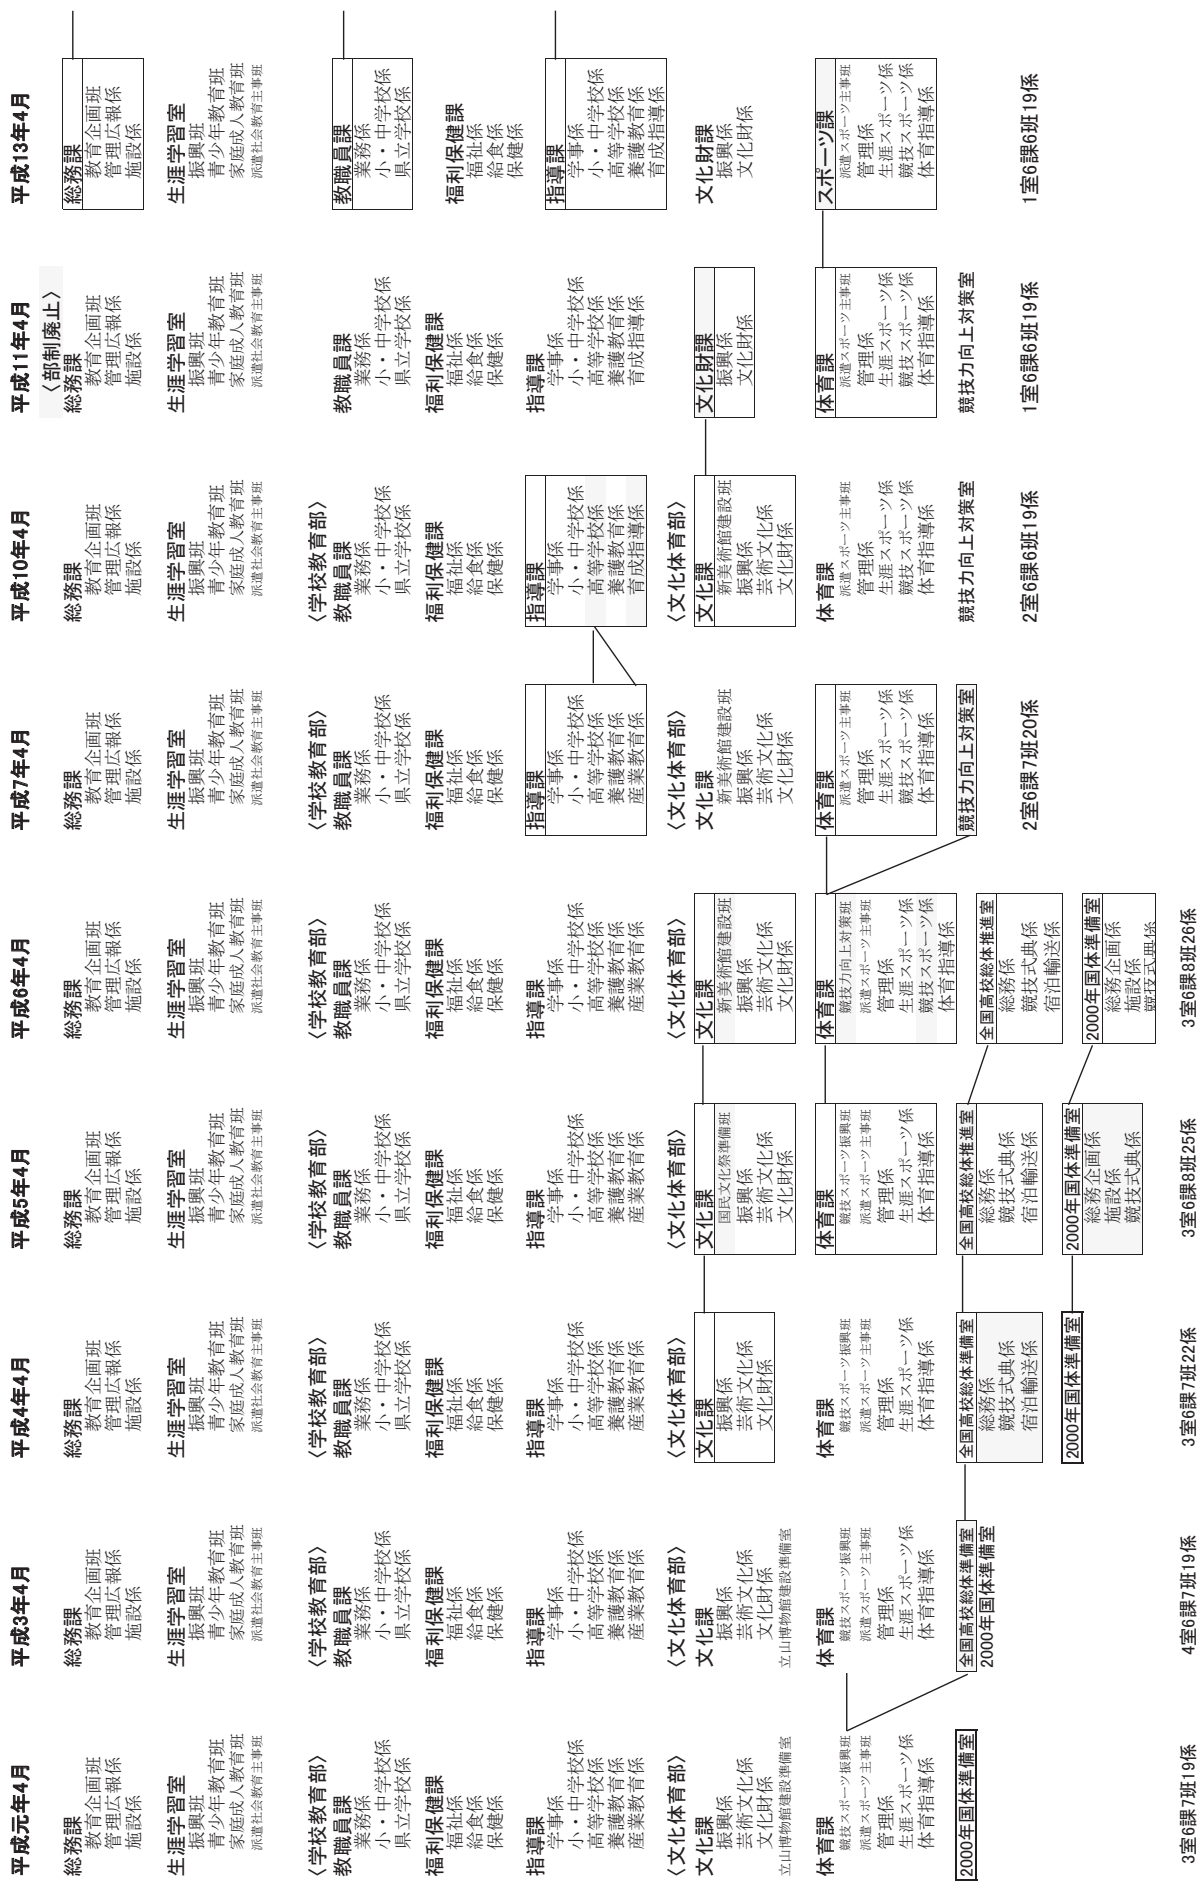 平成元年4月
総務課
教育企画班
管理広報係
施設係
生涯学習室
振興班
青少年教育班
家庭成人教育班
派遣社会教育主事班
〈学校教育部〉
教職員課
業務係
小・中学校係
県立学校係
福利保健課
福祉係
給食係
保健係
指導課
学事係
小・中学校係
高等学校係
養護教育係
産業教育係
〈文化体育部〉
文化課
振興係
芸術文化係
文化財係
立山博物館建設準備室
体育課
競技スポーツ振興班
派遣スポーツ主事班
管理係
生涯スポーツ係
体育指導係
2000年国体準備室
3室6課7班19係
平成3年4月
総務課
教育企画班
管理広報係
施設係
生涯学習室
振興班
青少年教育班
家庭成人教育班
派遣社会教育主事班
〈学校教育部〉
教職員課
業務係
小・中学校係
県立学校係
福利保健課
福祉係
給食係
保健係
指導課
学事係
小・中学校係
高等学校係
養護教育係
産業教育係
〈文化体育部〉
文化課
振興係
芸術文化係
文化財係
立山博物館建設準備室
体育課
競技スポーツ振興班
派遣スポーツ主事班
管理係
生涯スポーツ係
体育指導係
全国高校総体準備室
2000年国体準備室
4室6課7班19係
平成4年4月
総務課
教育企画班
管理広報係
施設係
生涯学習室
振興班
青少年教育班
家庭成人教育班
派遣社会教育主事班
〈学校教育部〉
教職員課
業務係
小・中学校係
県立学校係
福利保健課
福祉係
給食係
保健係
指導課
学事係
小・中学校係
高等学校係
養護教育係
産業教育係
〈文化体育部〉
文化課
振興係
芸術文化係
文化財係
体育課
競技スポーツ振興班
派遣スポーツ主事班
管理係
生涯スポーツ係
体育指導係
全国高校総体準備室
総務係
競技式典係
宿泊輸送係
2000年国体準備室
3室6課7班22係
平成5年4月
総務課
教育企画班
管理広報係
施設係
生涯学習室
振興班
青少年教育班
家庭成人教育班
派遣社会教育主事班
〈学校教育部〉
教職員課
業務係
小・中学校係
県立学校係
福利保健課
福祉係
給食係
保健係
指導課
学事係
小・中学校係
高等学校係
養護教育係
産業教育係
〈文化体育部〉
文化課
国民文化祭準備班
振興係
芸術文化係
文化財係
体育課
競技スポーツ振興班
派遣スポーツ主事班
管理係
生涯スポーツ係
体育指導係
全国高校総体推進室
総務係
競技式典係
宿泊輸送係
2000年国体準備室
総務企画係
施設係
競技式典係
3室6課8班25係
平成6年4月
総務課
教育企画班
管理広報係
施設係
生涯学習室
振興班
青少年教育班
家庭成人教育班
派遣社会教育主事班
〈学校教育部〉
教職員課
業務係
小・中学校係
県立学校係
福利保健課
福祉係
給食係
保健係
指導課
学事係
小・中学校係
高等学校係
養護教育係
産業教育係
〈文化体育部〉
文化課
新美術館建設班
振興係
芸術文化係
文化財係
体育課
競技力向上対策班
派遣スポーツ主事班
管理係
生涯スポーツ係
競技スポーツ係
体育指導係
全国高校総体推進室
総務係
競技式典係
宿泊輸送係
2000年国体準備室
総務企画係
施設係
競技式典係
3室6課8班26係
平成7年4月
総務課
教育企画班
管理広報係
施設係
生涯学習室
振興班
青少年教育班
家庭成人教育班
派遣社会教育主事班
〈学校教育部〉
教職員課
業務係
小・中学校係
県立学校係
福利保健課
福祉係
給食係
保健係
指導課
学事係
小・中学校係
高等学校係
養護教育係
産業教育係
〈文化体育部〉
文化課
新美術館建設班
振興係
芸術文化係
文化財係
体育課
派遣スポーツ主事班
管理係
生涯スポーツ係
競技スポーツ係
体育指導係
競技力向上対策室
2室6課7班20係
平成10年4月
総務課
教育企画班
管理広報係
施設係
生涯学習室
振興班
青少年教育班
家庭成人教育班
派遣社会教育主事班
〈学校教育部〉
教職員課
業務係
小・中学校係
県立学校係
福利保健課
福祉係
給食係
保健係
指導課
学事係
小・中学校係
高等学校係
養護教育係
育成指導係
〈文化体育部〉
文化課
新美術館建設班
振興係
芸術文化係
文化財係
体育課
派遣スポーツ主事班
管理係
生涯スポーツ係
競技スポーツ係
体育指導係
競技力向上対策室
2室6課6班19係
平成11年4月
〈部制廃止〉
総務課
教育企画班
管理広報係
施設係
生涯学習室
振興班
青少年教育班
家庭成人教育班
派遣社会教育主事班
教職員課
業務係
小・中学校係
県立学校係
福利保健課
福祉係
給食係
保健係
指導課
学事係
小・中学校係
高等学校係
養護教育係
育成指導係
文化財課
振興係
文化財係
体育課
派遣スポーツ主事班
管理係
生涯スポーツ係
競技スポーツ係
体育指導係
競技力向上対策室
1室6課6班19係
平成13年4月
総務課
教育企画班
管理広報係
施設係
生涯学習室
振興班
青少年教育班
家庭成人教育班
派遣社会教育主事班
教職員課
業務係
小・中学校係
県立学校係
福利保健課
福祉係
給食係
保健係
指導課
学事係
小・中学校係
高等学校係
養護教育係
育成指導係
文化財課
振興係
文化財係
スポーツ課
派遣スポーツ主事班
管理係
生涯スポーツ係
競技スポーツ係
体育指導係
1室6課6班19係